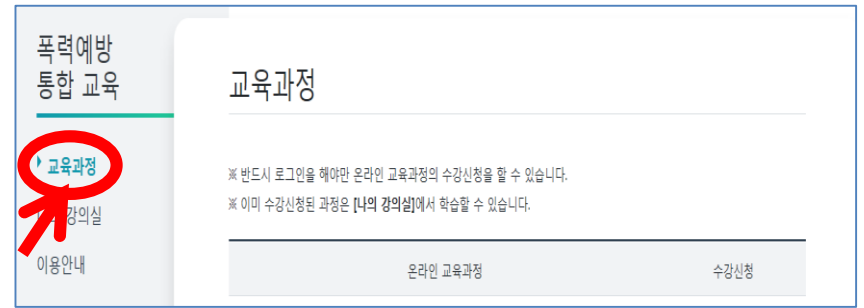 폭력예방
통합 교육
교육과정
교육과정
강의실
이용안내
※ 반드시 로그인을 해야만 온라인 교육과정의 수강신청을 할 수 있습니다.
※ 이미 수강신청된 과정은 [나의 강의실]에서 학습할 수 있습니다.
온라인 교육과정 수강신청